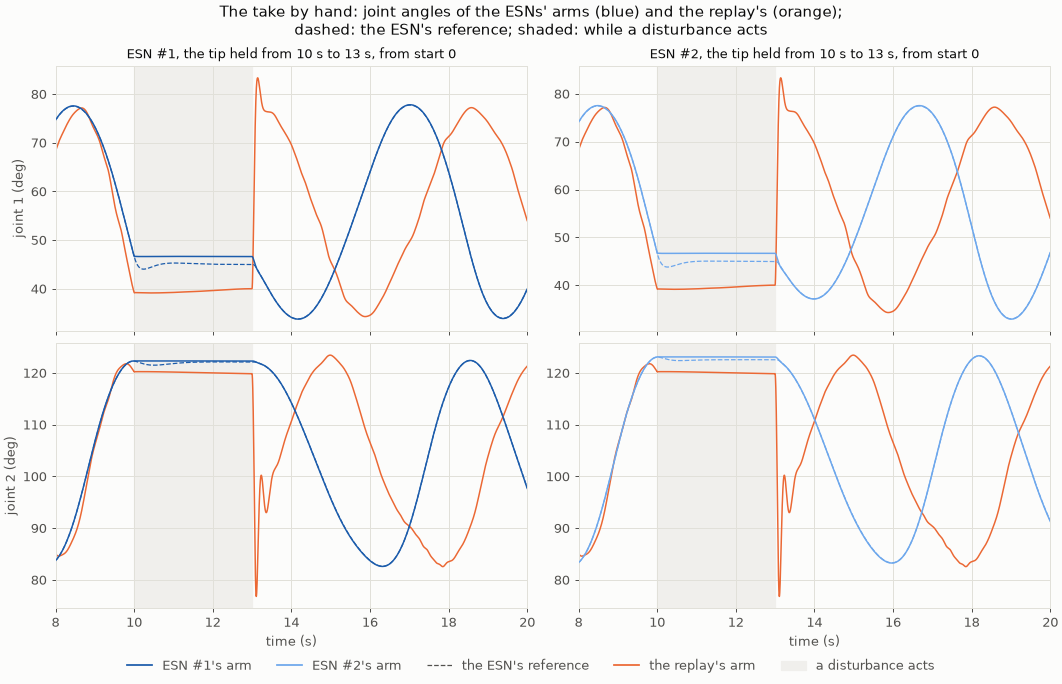 The take by hand: joint angles of the ESNs' arms (blue) and the replay's (orange);
dashed: the ESN's reference; shaded: while a disturbance acts
ESN #1, the tip held from 10 s to 13 s, from start 0
ESN #2, the tip held from 10 s to 13 s, from start 0
joint 1 (deg)
80
70
60
50
40
80
70
60
50
40
joint 2 (deg)
120
110
100
90
80
120
110
100
90
80
8 10 12 14 16 18 20
8 10 12 14 16 18 20
time (s)
time (s)
ESN #1's arm
ESN #2's arm
the ESN's reference
the replay's arm
a disturbance acts